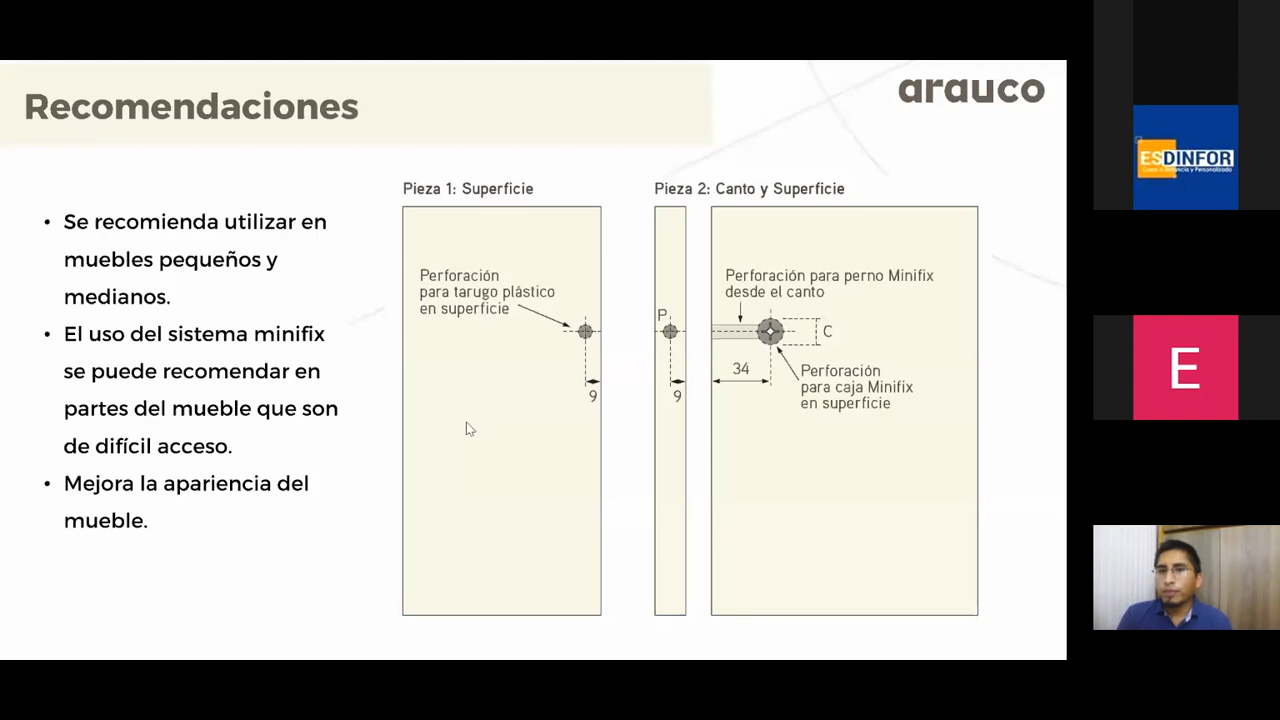 Recomendaciones
arauco
• Se recomienda utilizar en
muebles pequeños y
medianos.
• El uso del sistema minifix
se puede recomendar en
partes del mueble que son
de difícil acceso.
• Mejora la apariencia del
mueble.
Pieza 1: Superficie
Perforación
para tarugo plástico
en superficie
9
Pieza 2: Canto y Superficie
P
9
Perforación para perno Minifix
desde el canto
C
34
Perforación
para caja Minifix
en superficie
ESDINFOR
E